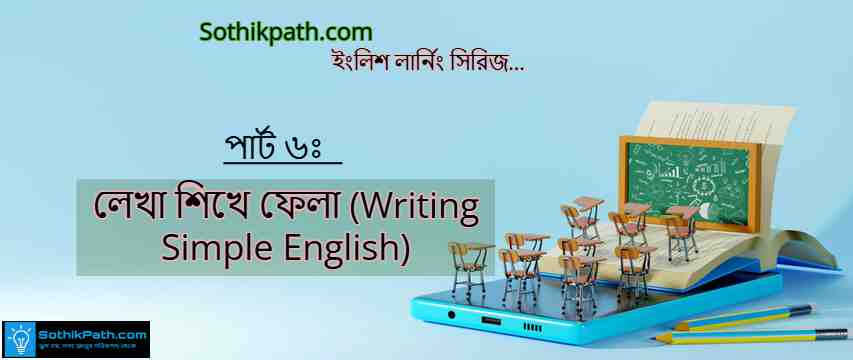 Sothikpath.com
ইংলিশ লার্নিং সিরিজ...
পার্ট ৬ঃ
লেখা শিখে ফেলা (Writing
Simple English)
SothikPath.com